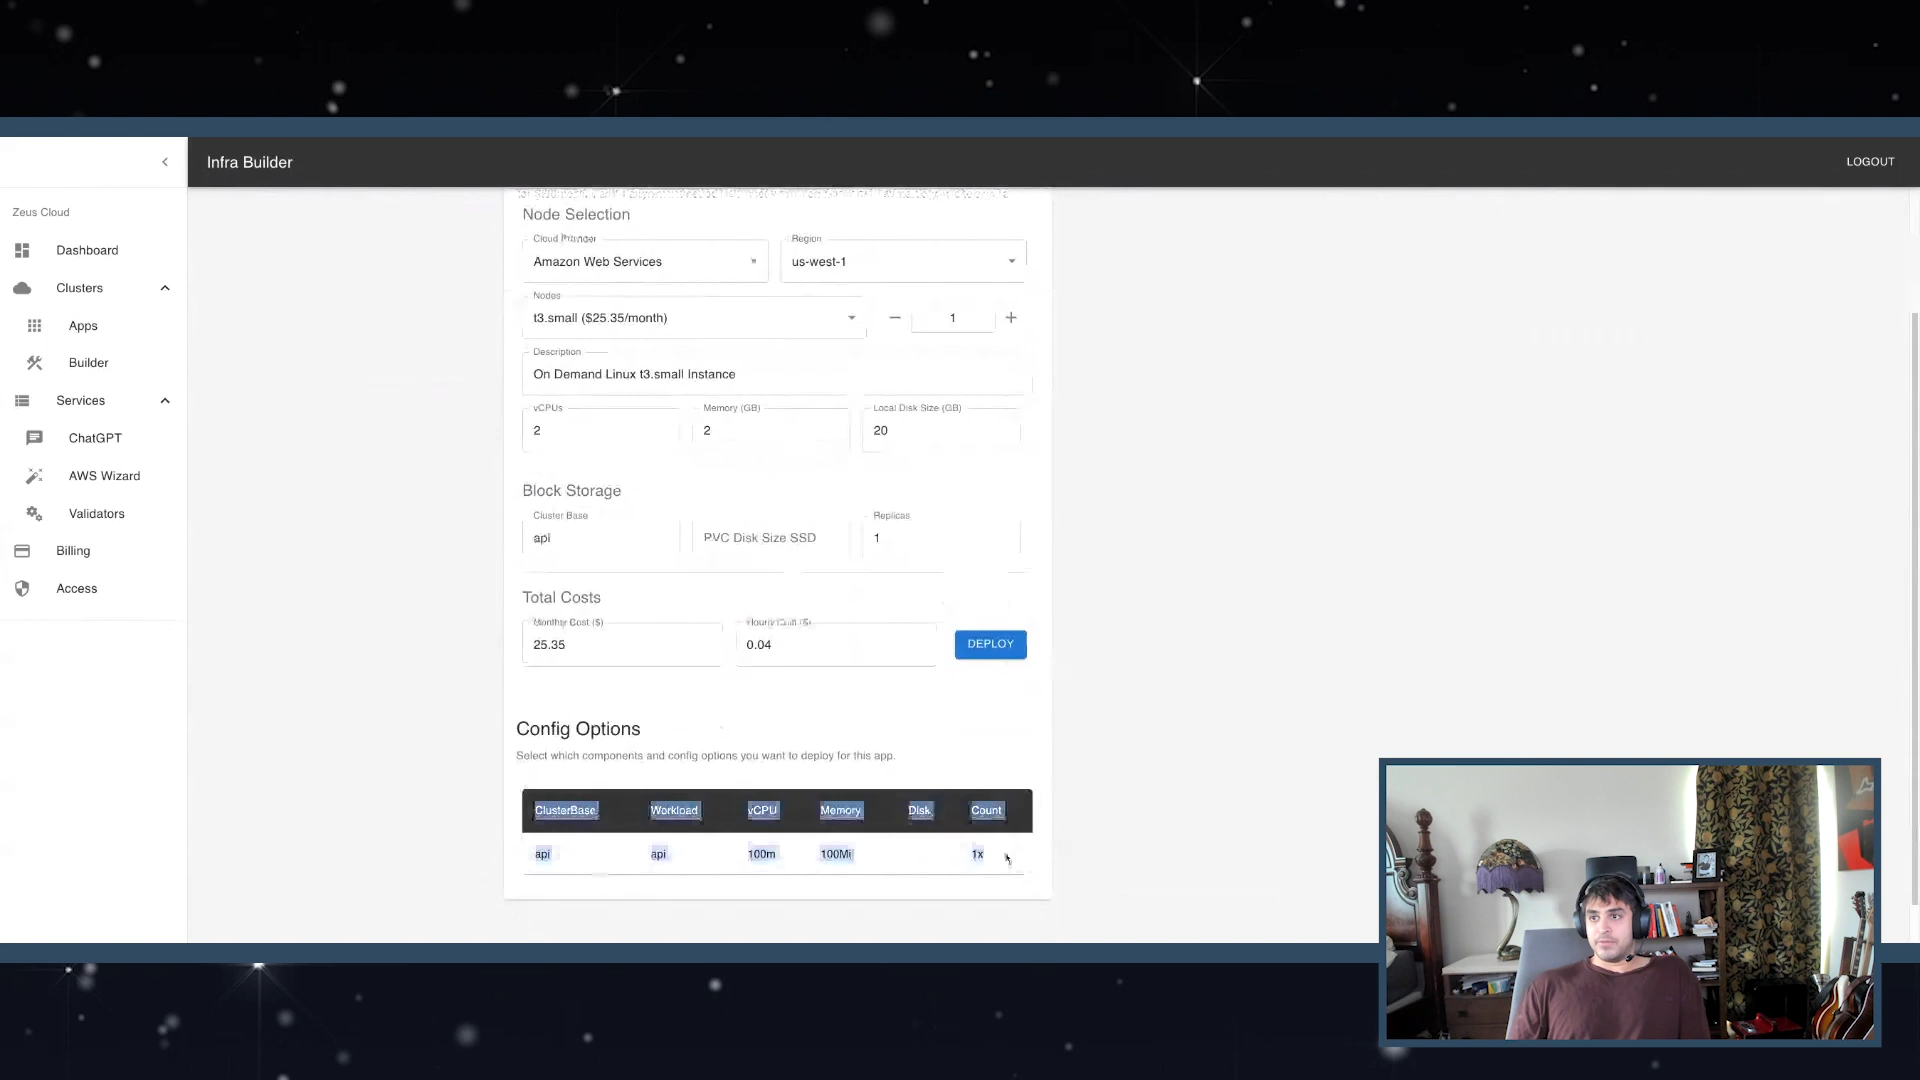 Infra Builder
LOGOUT
Zeus Cloud
Dashboard
Clusters
Apps
Builder
Services
ChatGPT
AWS Wizard
Validators
Billing
Access
Node Selection
Cloud Provider
Region
Amazon Web Services
us-west-1
Nodes
t3.small ($25.35/month)
1
Description
On Demand Linux t3.small Instance
vCPUs
Memory (GB)
Local Disk Size (GB)
2
2
20
Block Storage
Cluster Base
Replicas
api
PVC Disk Size SSD
1
Total Costs
Monthly Cost ($)
Hourly Cost ($)
25.35
0.04
DEPLOY
Config Options
Select which components and config options you want to deploy for this app.
ClusterBase Workload vCPU Memory Disk Count
api api 100m 100Mi 1x